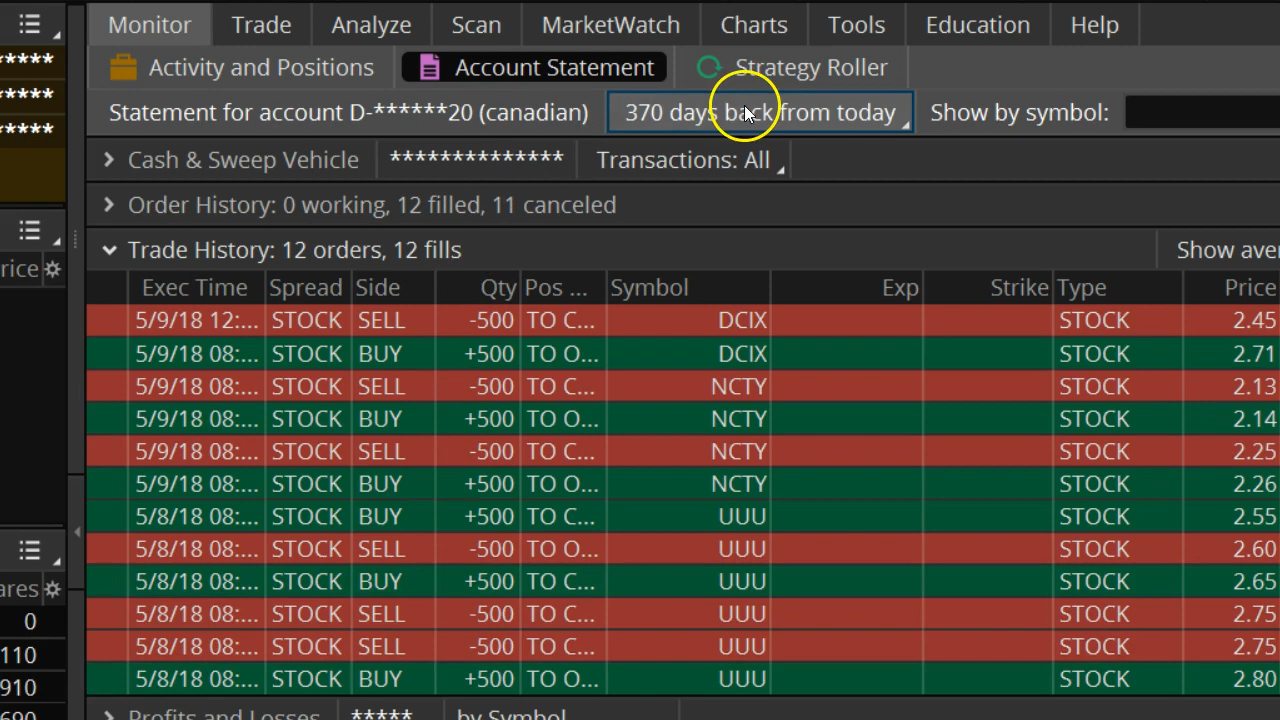 Monitor Trade Analyze Scan MarketWatch Charts Tools Education Help
***** Activity and Positions Account Statement Strategy Roller
***** Statement for account D-******20 (canadian) 370 days back from today Show by symbol:
***** Cash & Sweep Vehicle ************** Transactions: All
Order History: 0 working, 12 filled, 11 canceled
Trade History: 12 orders, 12 fills Show aver
rice Exec Time Spread Side Qty Pos ... Symbol Exp Strike Type Price
5/9/18 12:... STOCK SELL -500 TO C... DCIX STOCK 2.45
5/9/18 08:... STOCK BUY +500 TO O... DCIX STOCK 2.71
5/9/18 08:... STOCK SELL -500 TO C... NCTY STOCK 2.13
5/9/18 08:... STOCK BUY +500 TO O... NCTY STOCK 2.14
5/9/18 08:... STOCK SELL -500 TO C... NCTY STOCK 2.25
5/9/18 08:... STOCK BUY +500 TO O... NCTY STOCK 2.26
5/8/18 08:... STOCK BUY +500 TO C... UUU STOCK 2.55
5/8/18 08:... STOCK SELL -500 TO O... UUU STOCK 2.60
ares 5/8/18 08:... STOCK BUY +500 TO O... UUU STOCK 2.65
0 5/8/18 08:... STOCK SELL -500 TO C... UUU STOCK 2.75
110 5/8/18 08:... STOCK SELL -500 TO C... UUU STOCK 2.75
910 5/8/18 08:... STOCK BUY +500 TO O... UUU STOCK 2.80
690 Profits and Losses ***** by Symbol